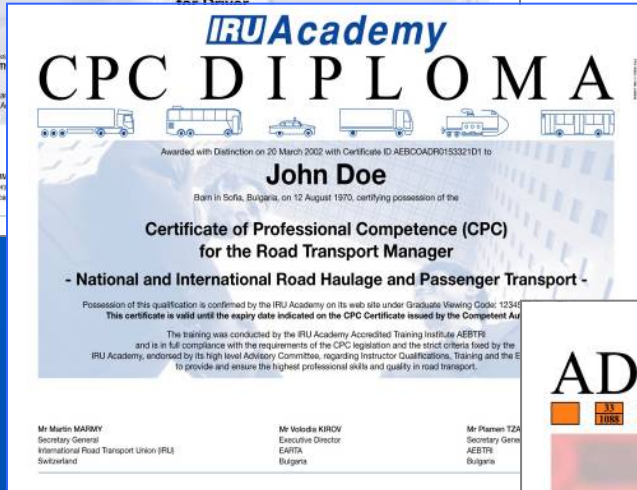 for Driver
IRU Academy
CPC DIPLOMA
Awarded with Distinction on 20 March 2002 with Certificate ID AEBCOADR0153321D1 to
John Doe
Born in Sofia, Bulgaria, on 12 August 1970, certifying possession of the
Certificate of Professional Competence (CPC)
for the Road Transport Manager
- National and International Road Haulage and Passenger Transport -
Possession of this qualification is confirmed by the IRU Academy on its web site under Graduate Viewing Code: 12345
This certificate is valid until the expiry date indicated on the CPC Certificate issued by the Competent Au
The training was conducted by the IRU Academy Accredited Training Institute AEBTRI
and is in full compliance with the requirements of the CPC legislation and the strict criteria fixed by the
IRU Academy, endorsed by its high level Advisory Committee, regarding Instructor Qualifications, Training and the E
to provide and ensure the highest professional skills and quality in road transport.
Mr Martin MARMY
Secretary General
International Road Transport Union (IRU)
Switzerland
Mr Volodia KIROV
Executive Director
EARTA
Bulgaria
Mr Plamen TZA
Secretary Gene
AEBTRI
Bulgaria
AD
33
1088